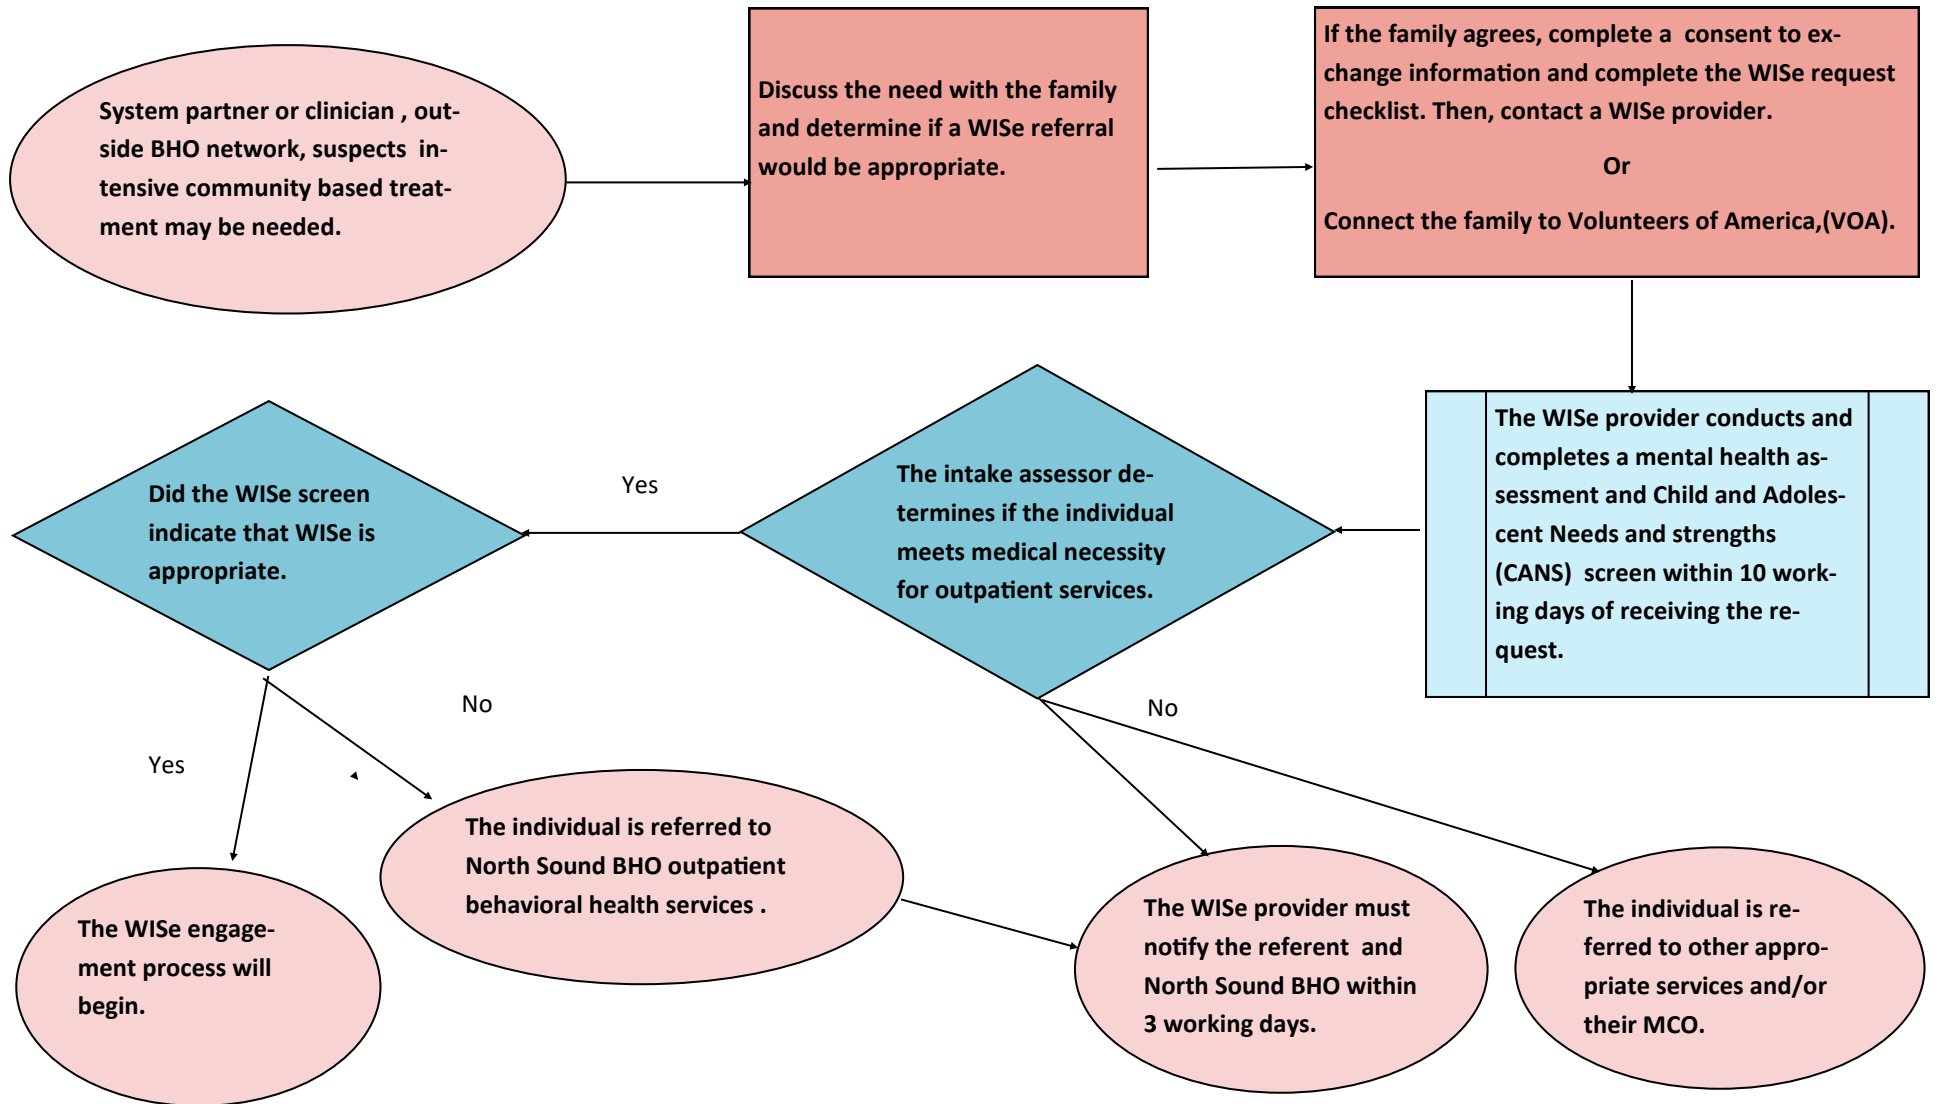 System partner or clinician , out-
side BHO network, suspects  in-
tensive community based treat-
ment may be needed.
Discuss the need with the family
and determine if a WISe referral
would be appropriate.
If the family agrees, complete a  consent to ex-
change information and complete the WISe request
checklist. Then, contact a WISe provider.
Or
Connect the family to Volunteers of America,(VOA).
Did the WISe screen
indicate that WISe is
appropriate.
Yes
The intake assessor de-
termines if the individual
meets medical necessity
for outpatient services.
The WISe provider conducts and
completes a mental health as-
sessment and Child and Adoles-
cent Needs and strengths
(CANS)  screen within 10 work-
ing days of receiving the re-
quest.
No
No
Yes
The WISe engage-
ment process will
begin.
The individual is referred to
North Sound BHO outpatient
behavioral health services .
The WISe provider must
notify the referent  and
North Sound BHO within
3 working days.
The individual is re-
ferred to other appro-
priate services and/or
their MCO.